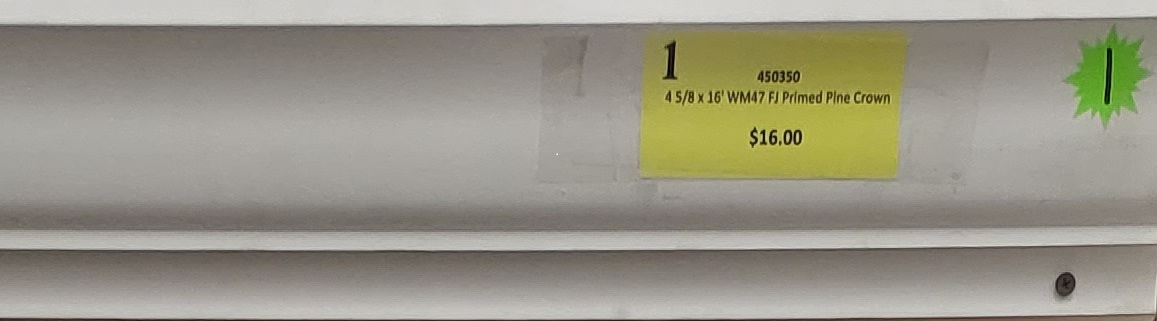 1
450350
4 5/8 x 16' WM47 FJ Primed Pine Crown
$16.00
1